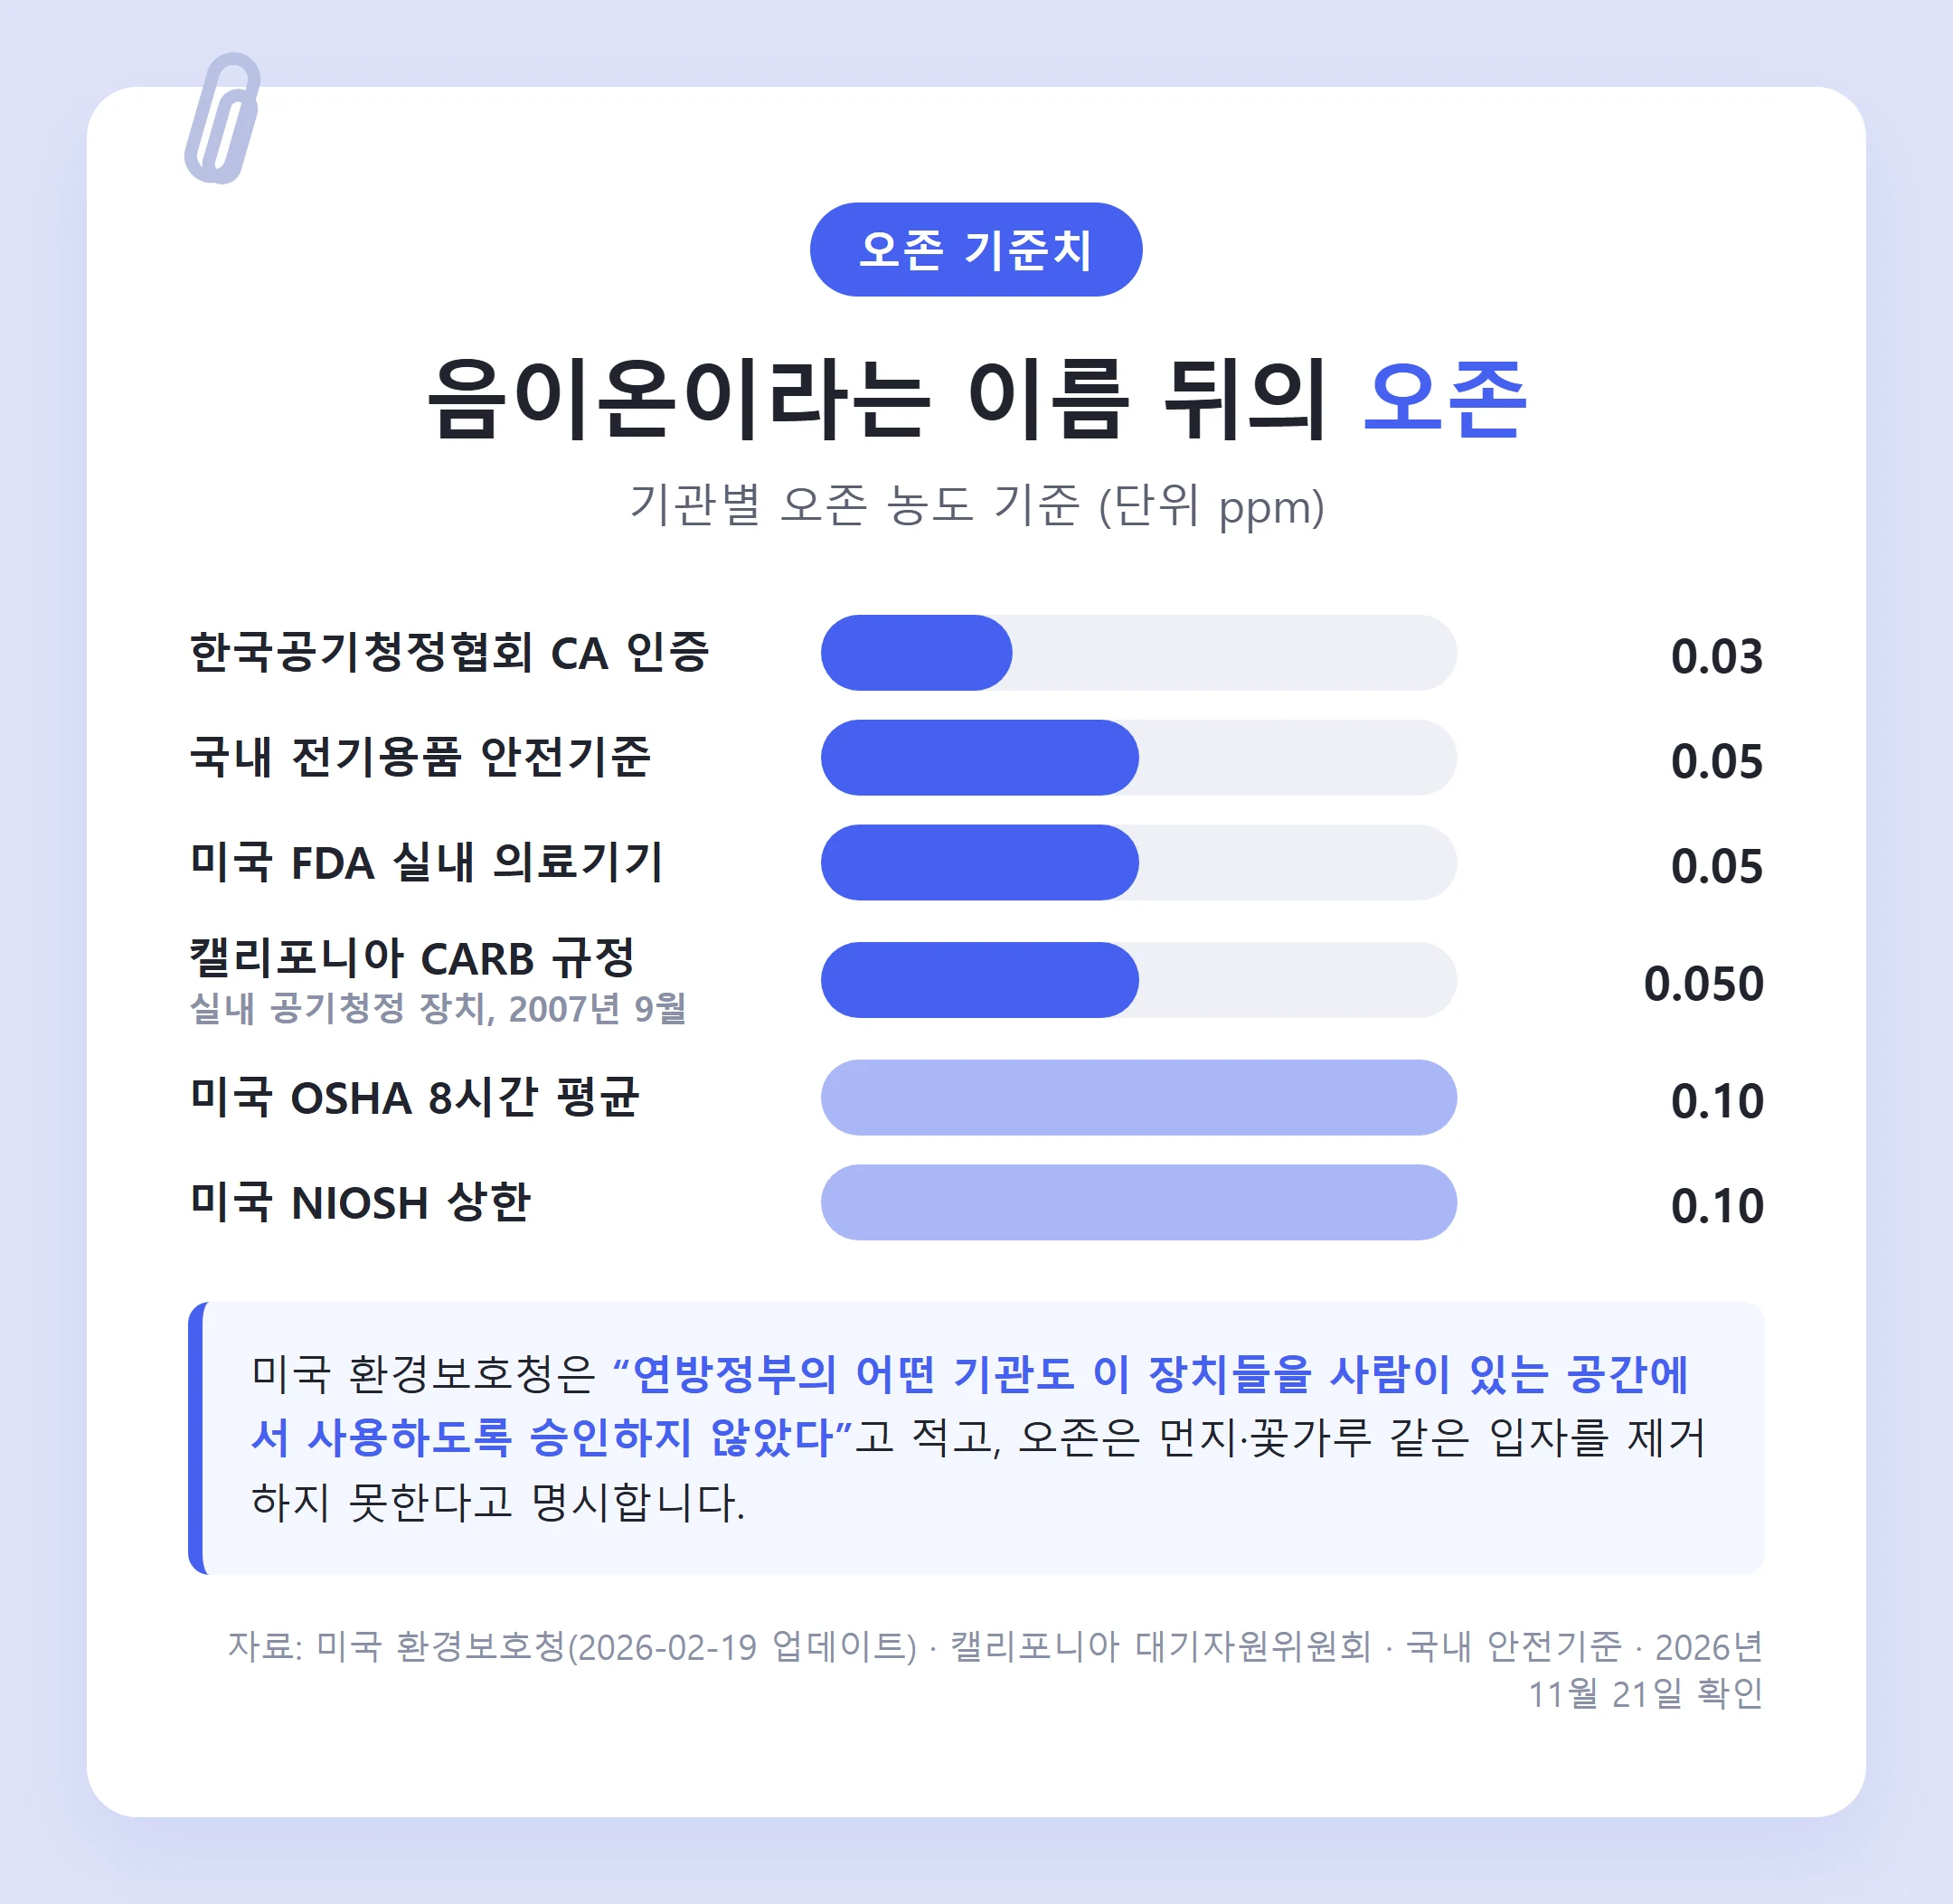 오존 기준치
음이온이라는 이름 뒤의 오존
기관별 오존 농도 기준 (단위 ppm)
한국공기청정협회 CA 인증 0.03
국내 전기용품 안전기준 0.05
미국 FDA 실내 의료기기 0.05
캘리포니아 CARB 규정 0.050
실내 공기청정 장치, 2007년 9월
미국 OSHA 8시간 평균 0.10
미국 NIOSH 상한 0.10
미국 환경보호청은 “연방정부의 어떤 기관도 이 장치들을 사람이 있는 공간에
서 사용하도록 승인하지 않았다”고 적고, 오존은 먼지·꽃가루 같은 입자를 제거
하지 못한다고 명시합니다.
자료: 미국 환경보호청(2026-02-19 업데이트) · 캘리포니아 대기자원위원회 · 국내 안전기준 · 2026년
11월 21일 확인